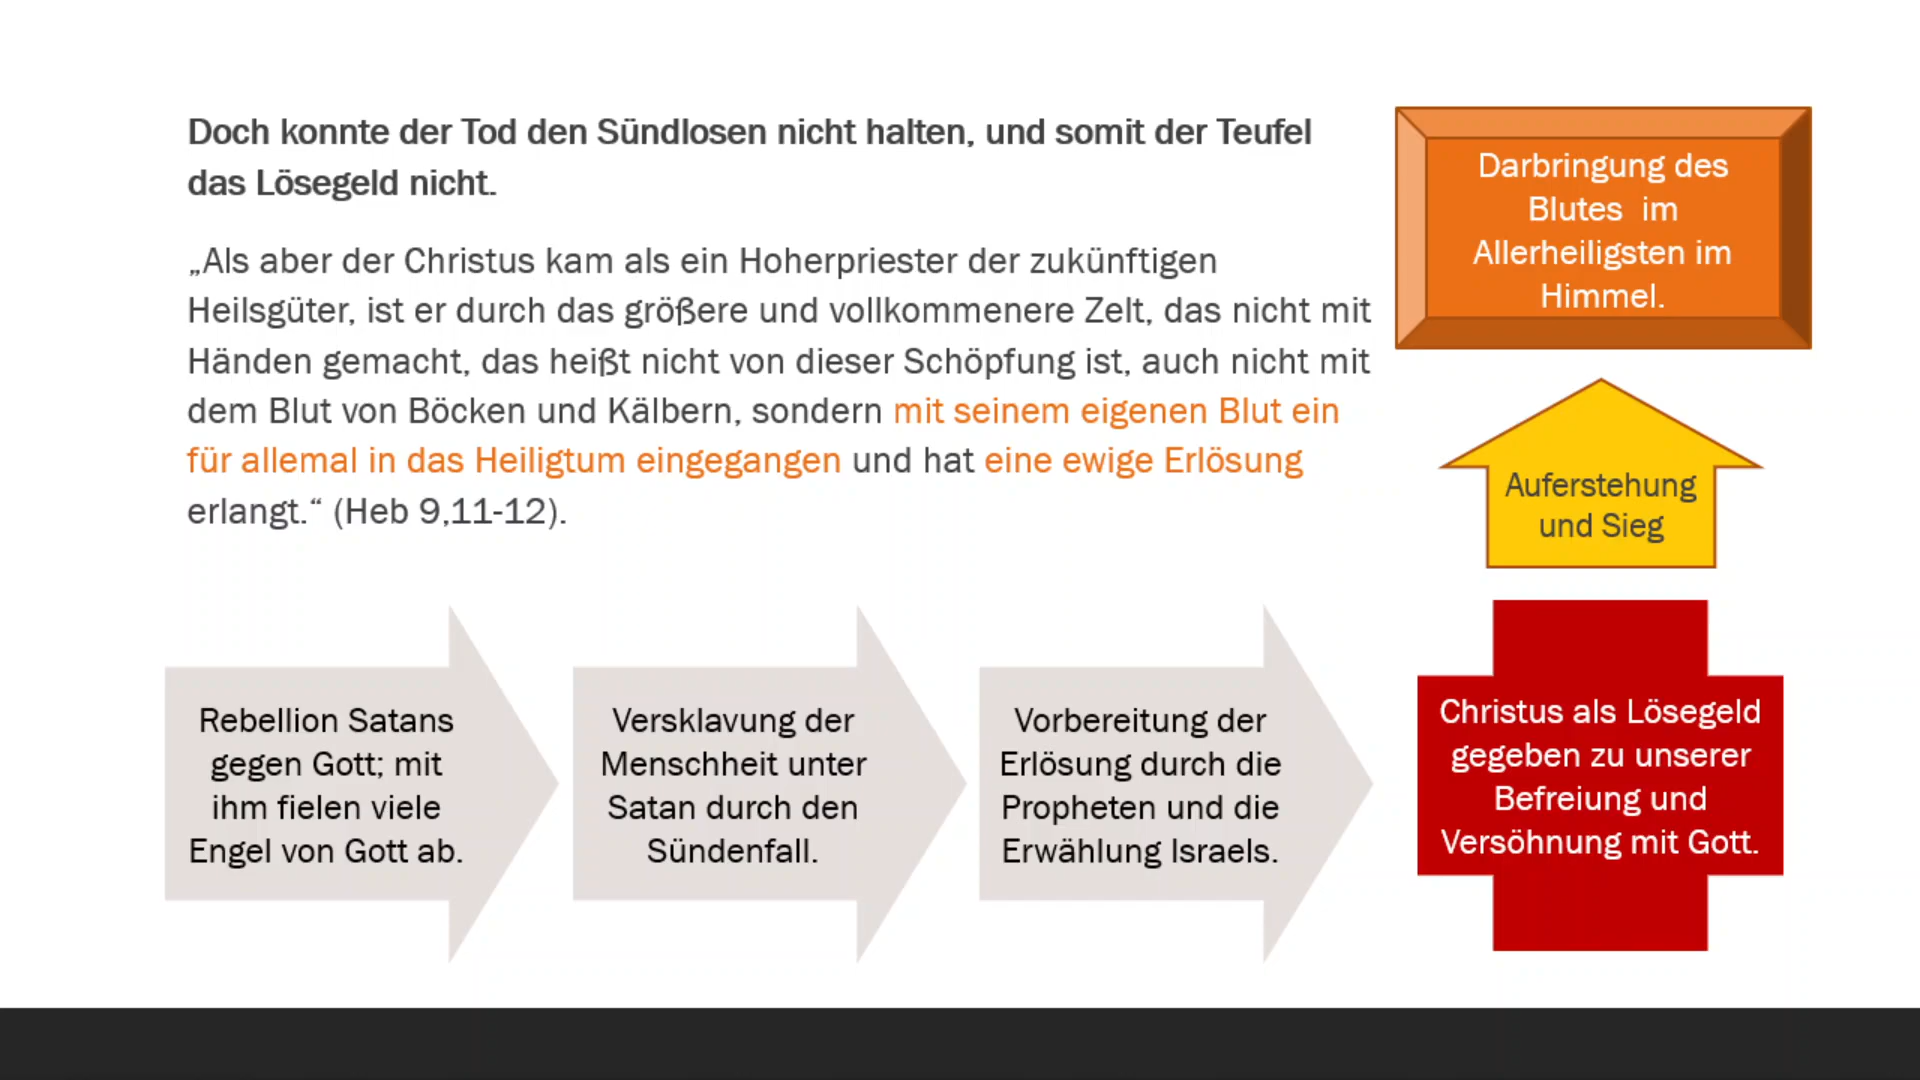 Doch konnte der Tod den Sündlosen nicht halten, und somit der Teufel
das Lösegeld nicht.
„Als aber der Christus kam als ein Hoherpriester der zukünftigen
Heilsgüter, ist er durch das größere und vollkommenere Zelt, das nicht mit
Händen gemacht, das heißt nicht von dieser Schöpfung ist, auch nicht mit
dem Blut von Böcken und Kälbern, sondern mit seinem eigenen Blut ein
für allemal in das Heiligtum eingegangen und hat eine ewige Erlösung
erlangt.“ (Heb 9,11-12).
Darbringung des
Blutes im
Allerheiligsten im
Himmel.
Auferstehung
und Sieg
Rebellion Satans
gegen Gott; mit
ihm fielen viele
Engel von Gott ab.
Versklavung der
Menschheit unter
Satan durch den
Sündenfall.
Vorbereitung der
Erlösung durch die
Propheten und die
Erwählung Israels.
Christus als Lösegeld
gegeben zu unserer
Befreiung und
Versöhnung mit Gott.